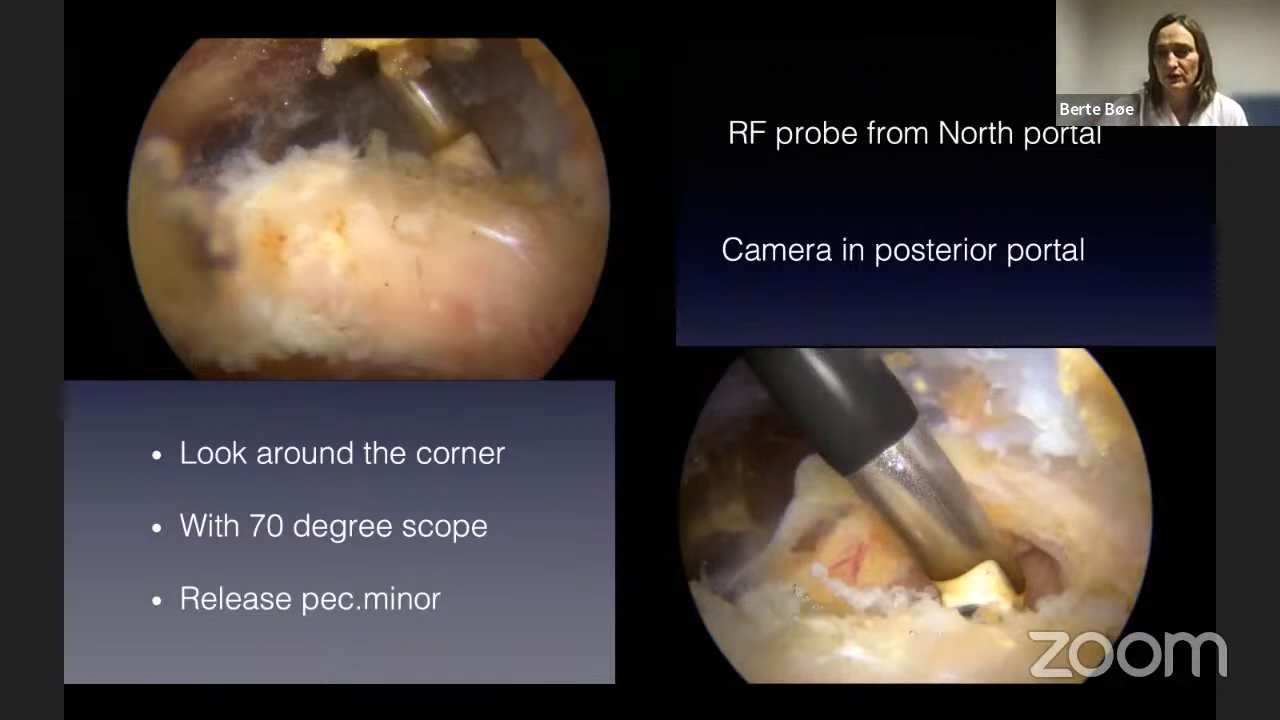 Berte Bøe
RF probe from North portal
Camera in posterior portal
• Look around the corner
• With 70 degree scope
• Release pec.minor
zoom